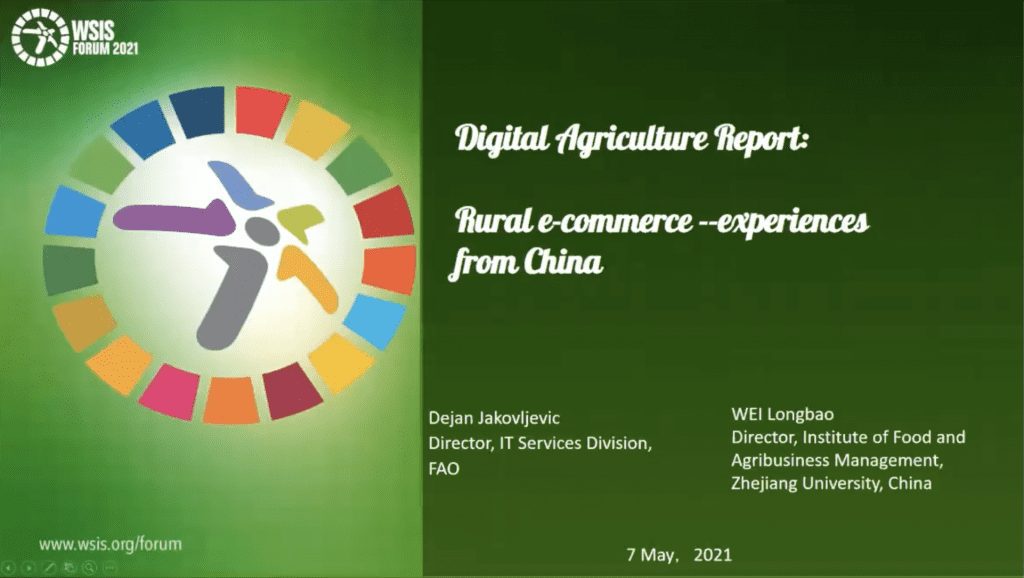 WSIS
FORUM 2021
Digital Agriculture Report:
Rural e-commerce --experiences
from China
Dejan Jakovljevic
Director, IT Services Division,
FAO
WEI Longbao
Director, Institute of Food and
Agribusiness Management,
Zhejiang University, China
www.wsis.org/forum
7 May, 2021